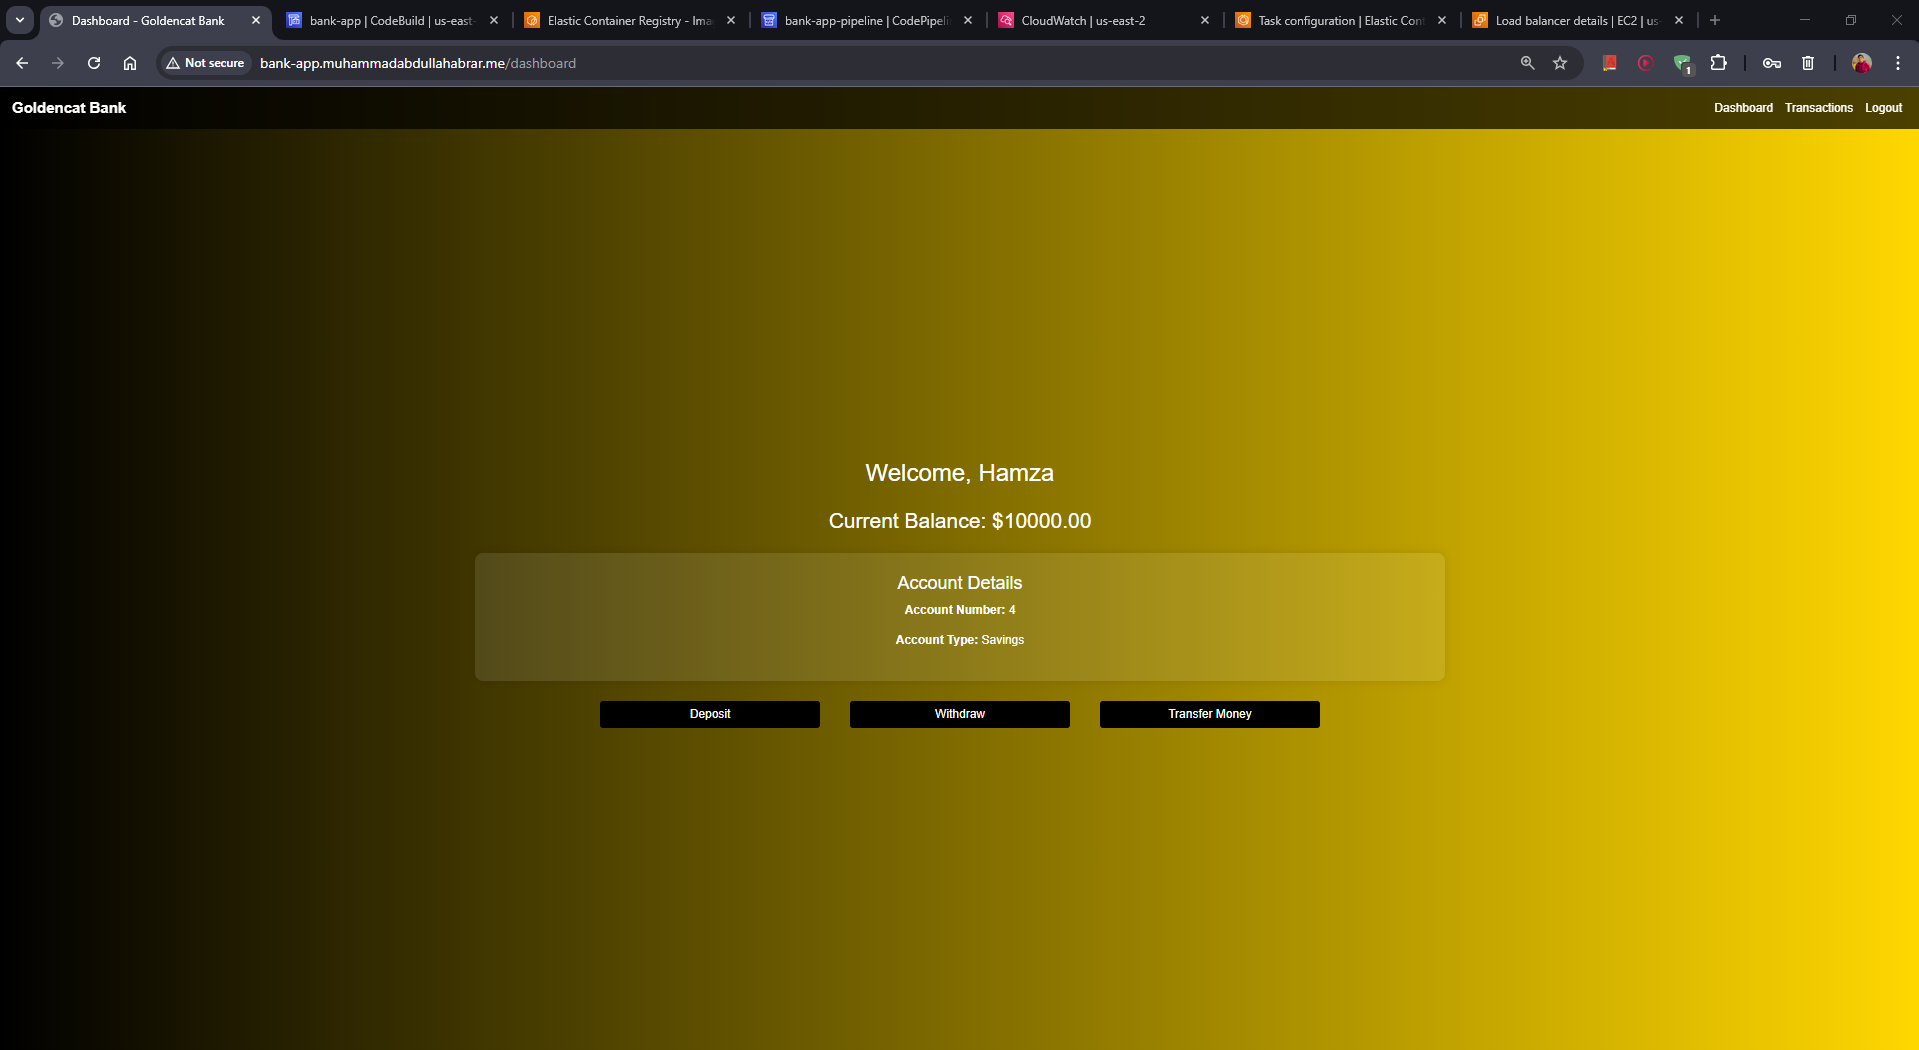 Dashboard - Goldencat Bank
bank-app | CodeBuild | us-east-
Elastic Container Registry - Ima
bank-app-pipeline | CodePipeli
CloudWatch | us-east-2
Task configuration | Elastic Con
Load balancer details | EC2 | us-
Not secure
bank-app.muhammadabdullahabrar.me/dashboard
1
Goldencat Bank
Dashboard
Transactions
Logout
Welcome, Hamza
Current Balance: $10000.00
Account Details
Account Number: 4
Account Type: Savings
Deposit
Withdraw
Transfer Money